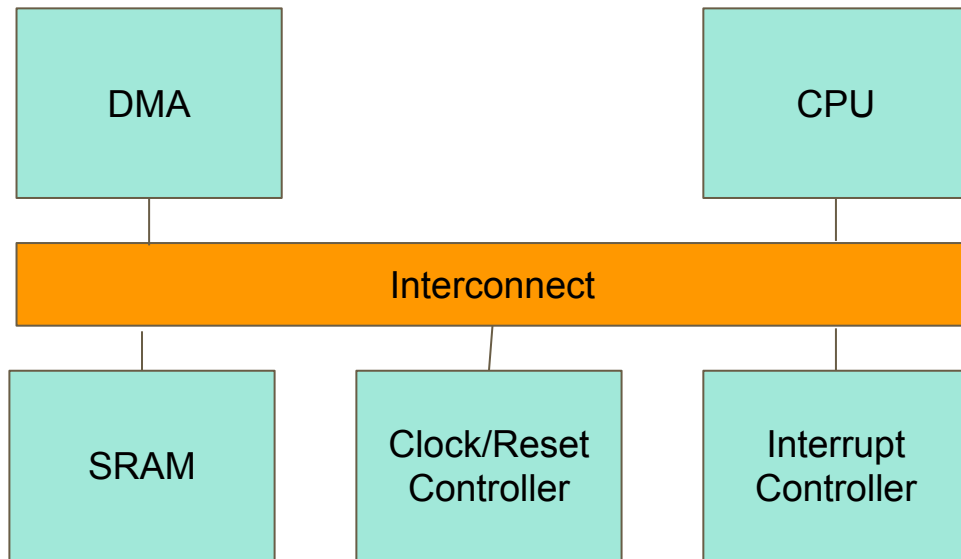 DMA
CPU
Interconnect
SRAM
Clock/Reset
Controller
Interrupt
Controller